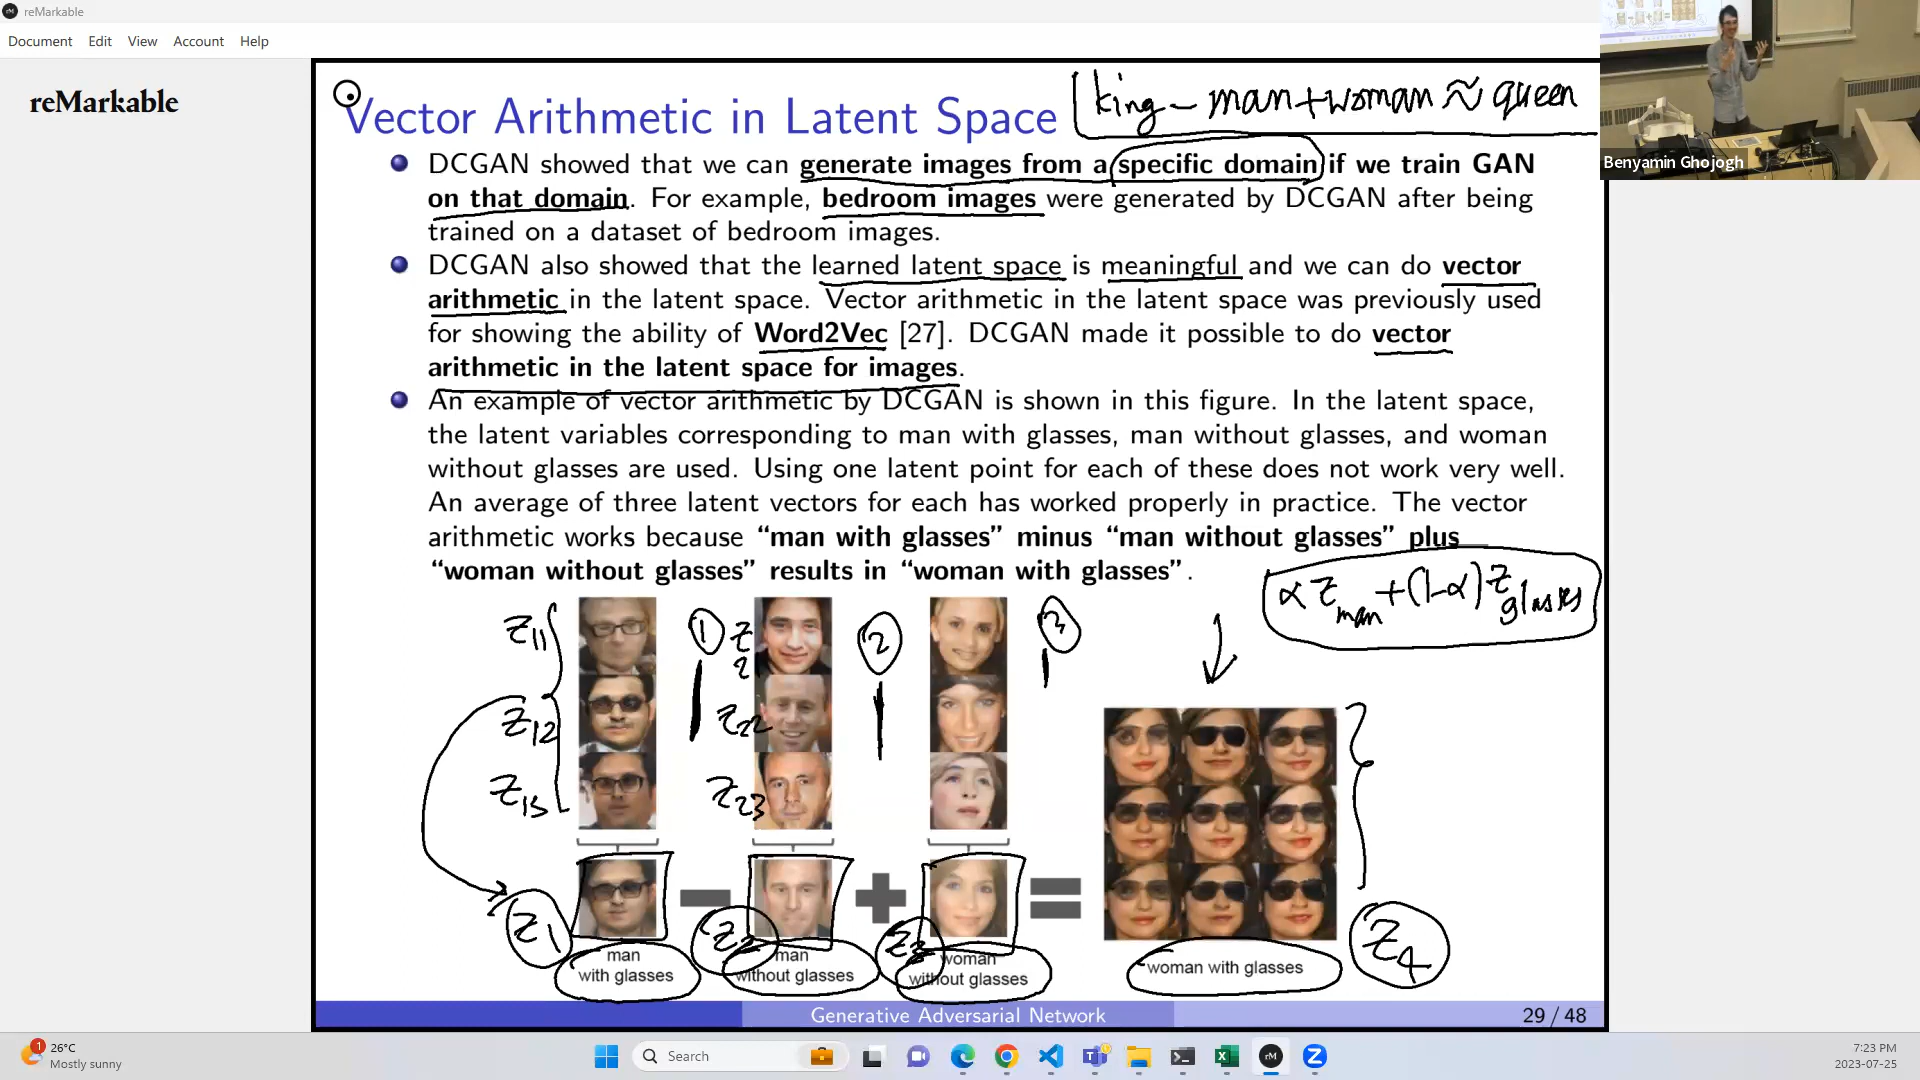 reMarkable
Document Edit View Account Help
reMarkable
Vector Arithmetic in Latent Space
king - man + woman ≈ queen
Benyamin Ghojogh
DCGAN showed that we can generate images from a specific domain if we train GAN
on that domain. For example, bedroom images were generated by DCGAN after being
trained on a dataset of bedroom images.
DCGAN also showed that the learned latent space is meaningful and we can do vector
arithmetic in the latent space. Vector arithmetic in the latent space was previously used
for showing the ability of Word2Vec [27]. DCGAN made it possible to do vector
arithmetic in the latent space for images.
An example of vector arithmetic by DCGAN is shown in this figure. In the latent space,
the latent variables corresponding to man with glasses, man without glasses, and woman
without glasses are used. Using one latent point for each of these does not work very well.
An average of three latent vectors for each has worked properly in practice. The vector
arithmetic works because “man with glasses” minus “man without glasses” plus
“woman without glasses” results in “woman with glasses”.
α z man + (1-α) z glasses
z11 1 z21 2 3
z12 z22
z13 z23
z1 z2 z3 z4
man
with glasses
man
without glasses
woman
without glasses
woman with glasses
Generative Adversarial Network 29 / 48
1
26°C
Mostly sunny
Search
7:23 PM
2023-07-25